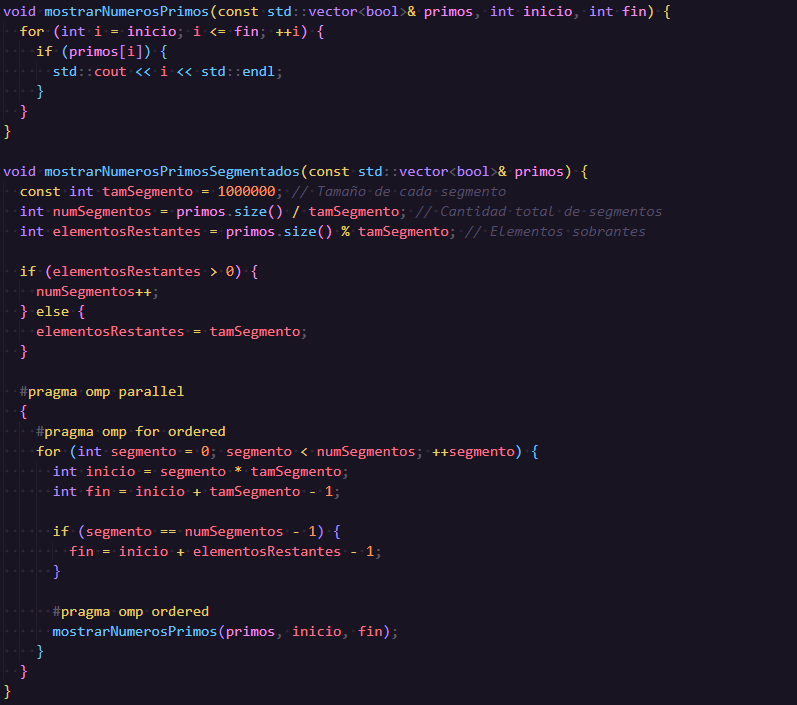 void mostrarNumerosPrimos(const std::vector<bool>& primos, int inicio, int fin) {
  for (int i = inicio; i <= fin; ++i) {
    if (primos[i]) {
      std::cout << i << std::endl;
    }
  }
}

void mostrarNumerosPrimosSegmentados(const std::vector<bool>& primos) {
  const int tamSegmento = 1000000; // Tamaño de cada segmento
  int numSegmentos = primos.size() / tamSegmento; // Cantidad total de segmentos
  int elementosRestantes = primos.size() % tamSegmento; // Elementos sobrantes

  if (elementosRestantes > 0) {
    numSegmentos++;
  } else {
    elementosRestantes = tamSegmento;
  }

  #pragma omp parallel
  {
    #pragma omp for ordered
    for (int segmento = 0; segmento < numSegmentos; ++segmento) {
      int inicio = segmento * tamSegmento;
      int fin = inicio + tamSegmento - 1;

      if (segmento == numSegmentos - 1) {
        fin = inicio + elementosRestantes - 1;
      }

      #pragma omp ordered
      mostrarNumerosPrimos(primos, inicio, fin);
    }
  }
}